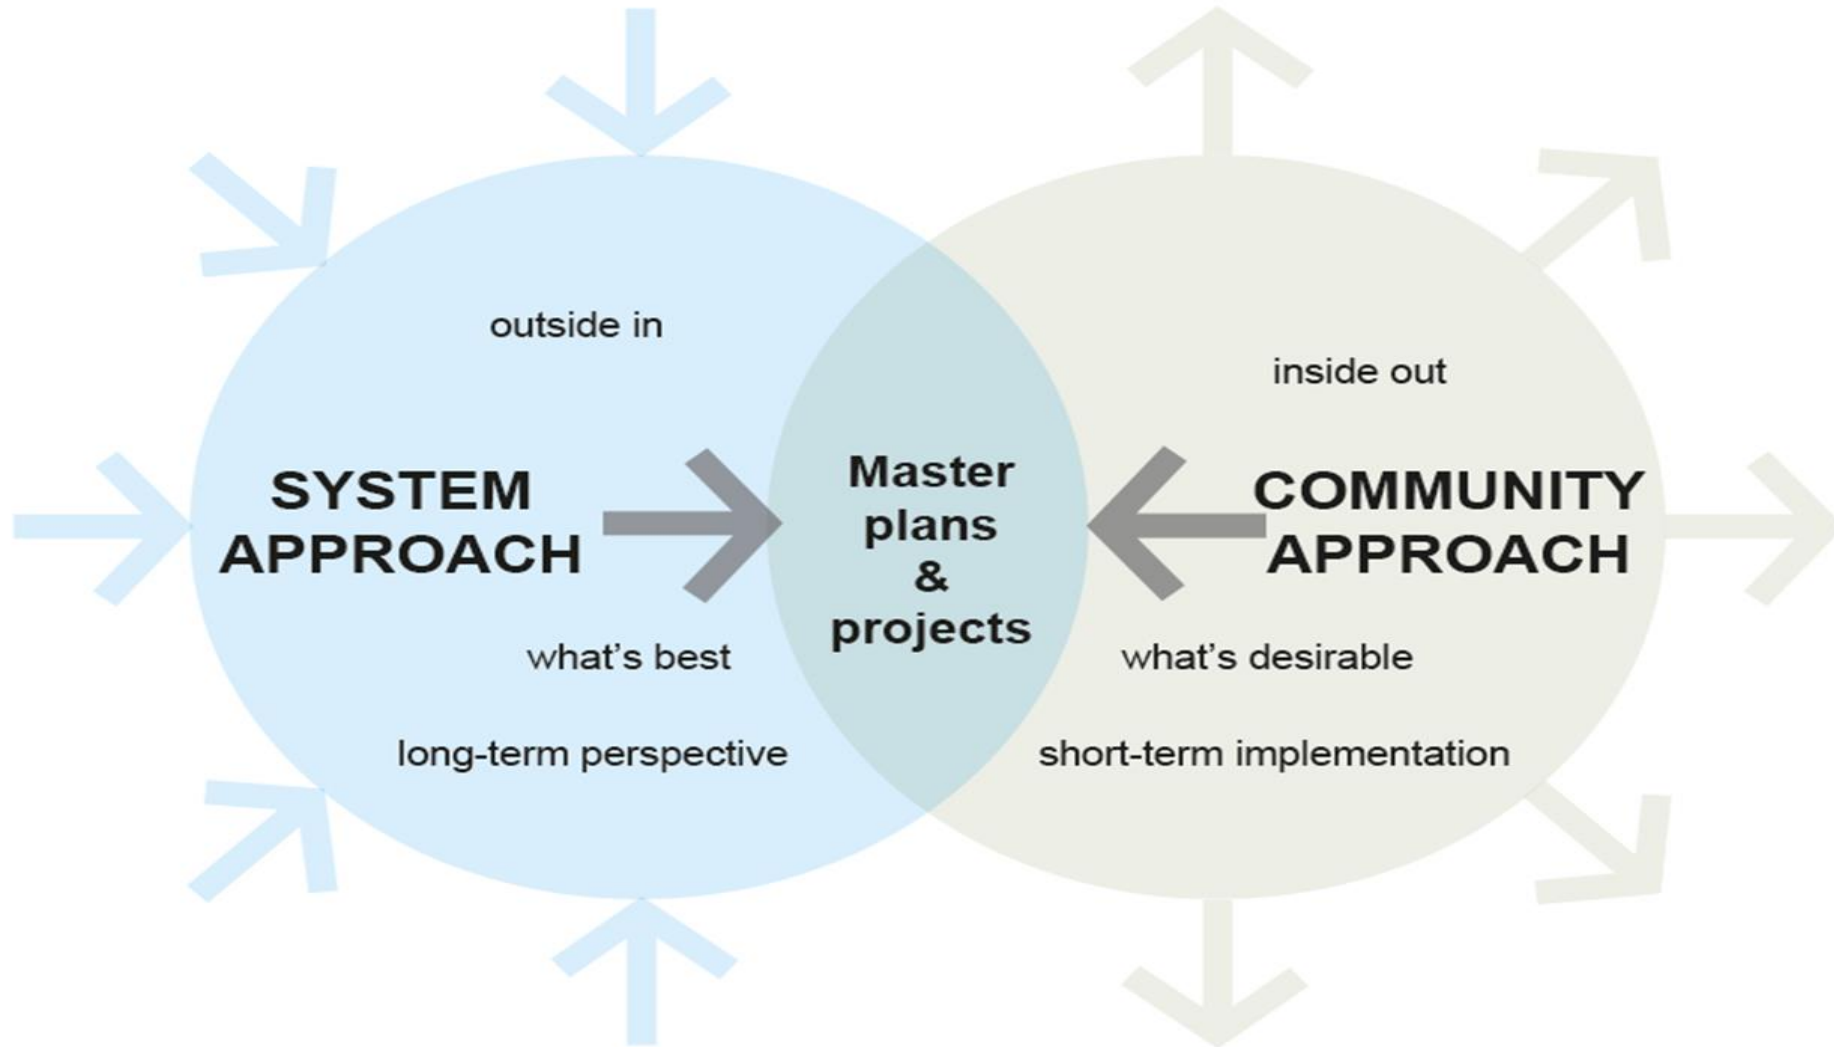 outside in
SYSTEM
APPROACH
what's best
long-term perspective
Master
plans
&
projects
inside out
COMMUNITY
APPROACH
what's desirable
short-term implementation